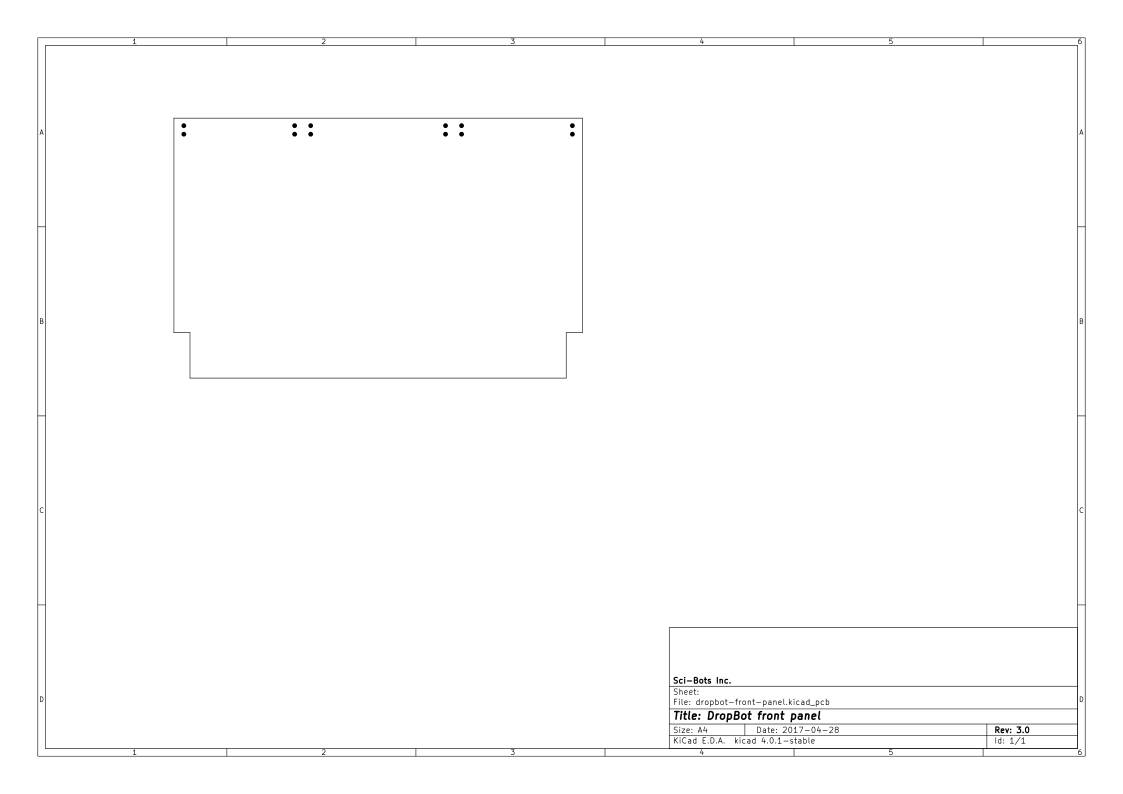 1 2 3 4 5 6
A A
B B
C C
D D
Sci-Bots Inc.
Sheet:
File: dropbot-front-panel.kicad_pcb
Title: DropBot front panel
Size: A4 Date: 2017-04-28 Rev: 3.0
KiCad E.D.A. kicad 4.0.1-stable Id: 1/1
1 2 3 4 5 6